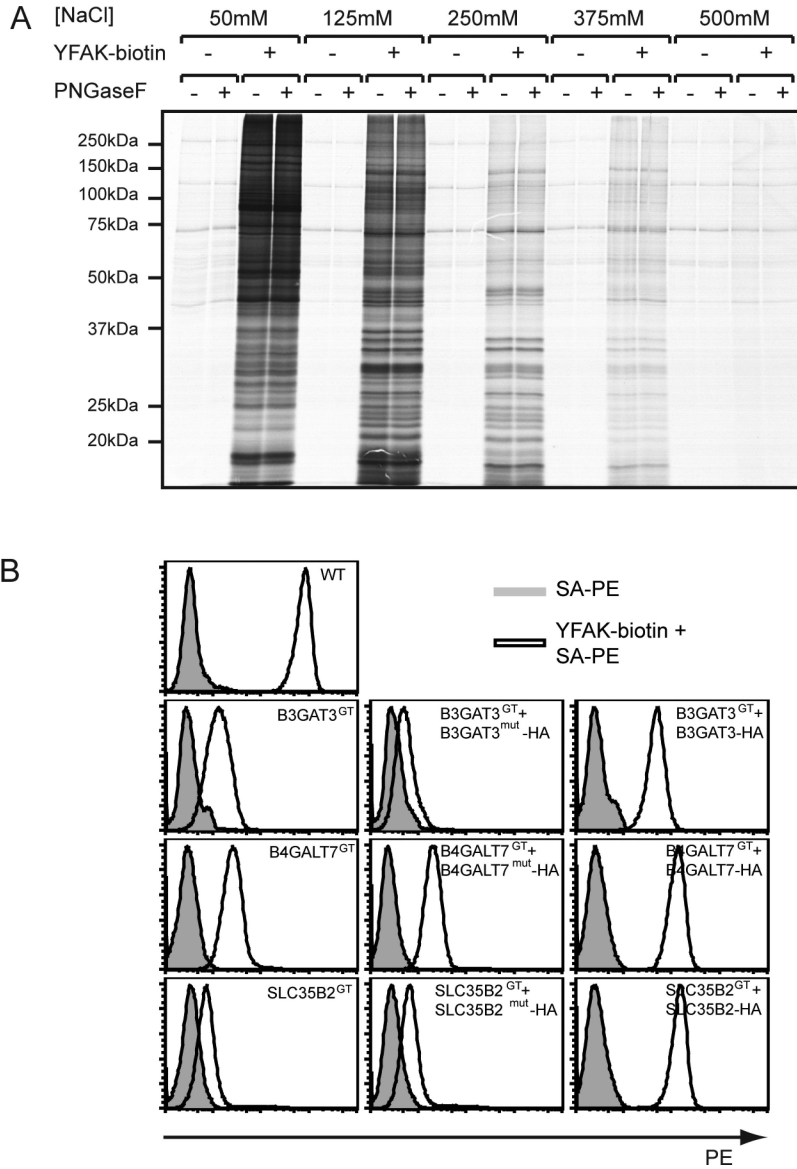 A
[NaCl] 50mM 125mM 250mM 375mM 500mM
YFAK-biotin - + - + - + - + - +
PNGaseF - + - + - + - + - + - + - + - + - + - +
250kDa
150kDa
100kDa
75kDa
50kDa
37kDa
25kDa
20kDa
B
WT
SA-PE
YFAK-biotin +
SA-PE
B3GAT3GT
B3GAT3GT+
B3GAT3mut-HA
B3GAT3GT+
B3GAT3-HA
B4GALT7GT
B4GALT7GT+
B4GALT7mut-HA
B4GALT7GT+
B4GALT7-HA
SLC35B2GT
SLC35B2GT+
SLC35B2mut-HA
SLC35B2GT+
SLC35B2-HA
PE